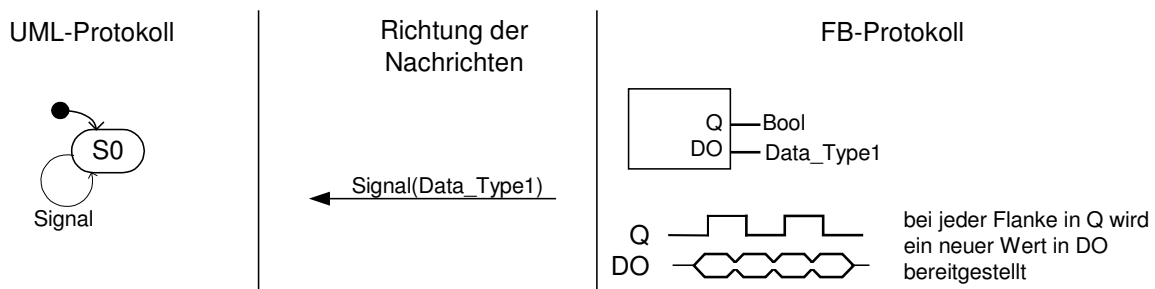 UML-Protokoll
Richtung der
Nachrichten
FB-Protokoll
S0
Signal
Signal(Data_Type1)
Q Bool
DO Data_Type1
Q
DO
bei jeder Flanke in Q wird
ein neuer Wert in DO
bereitgestellt